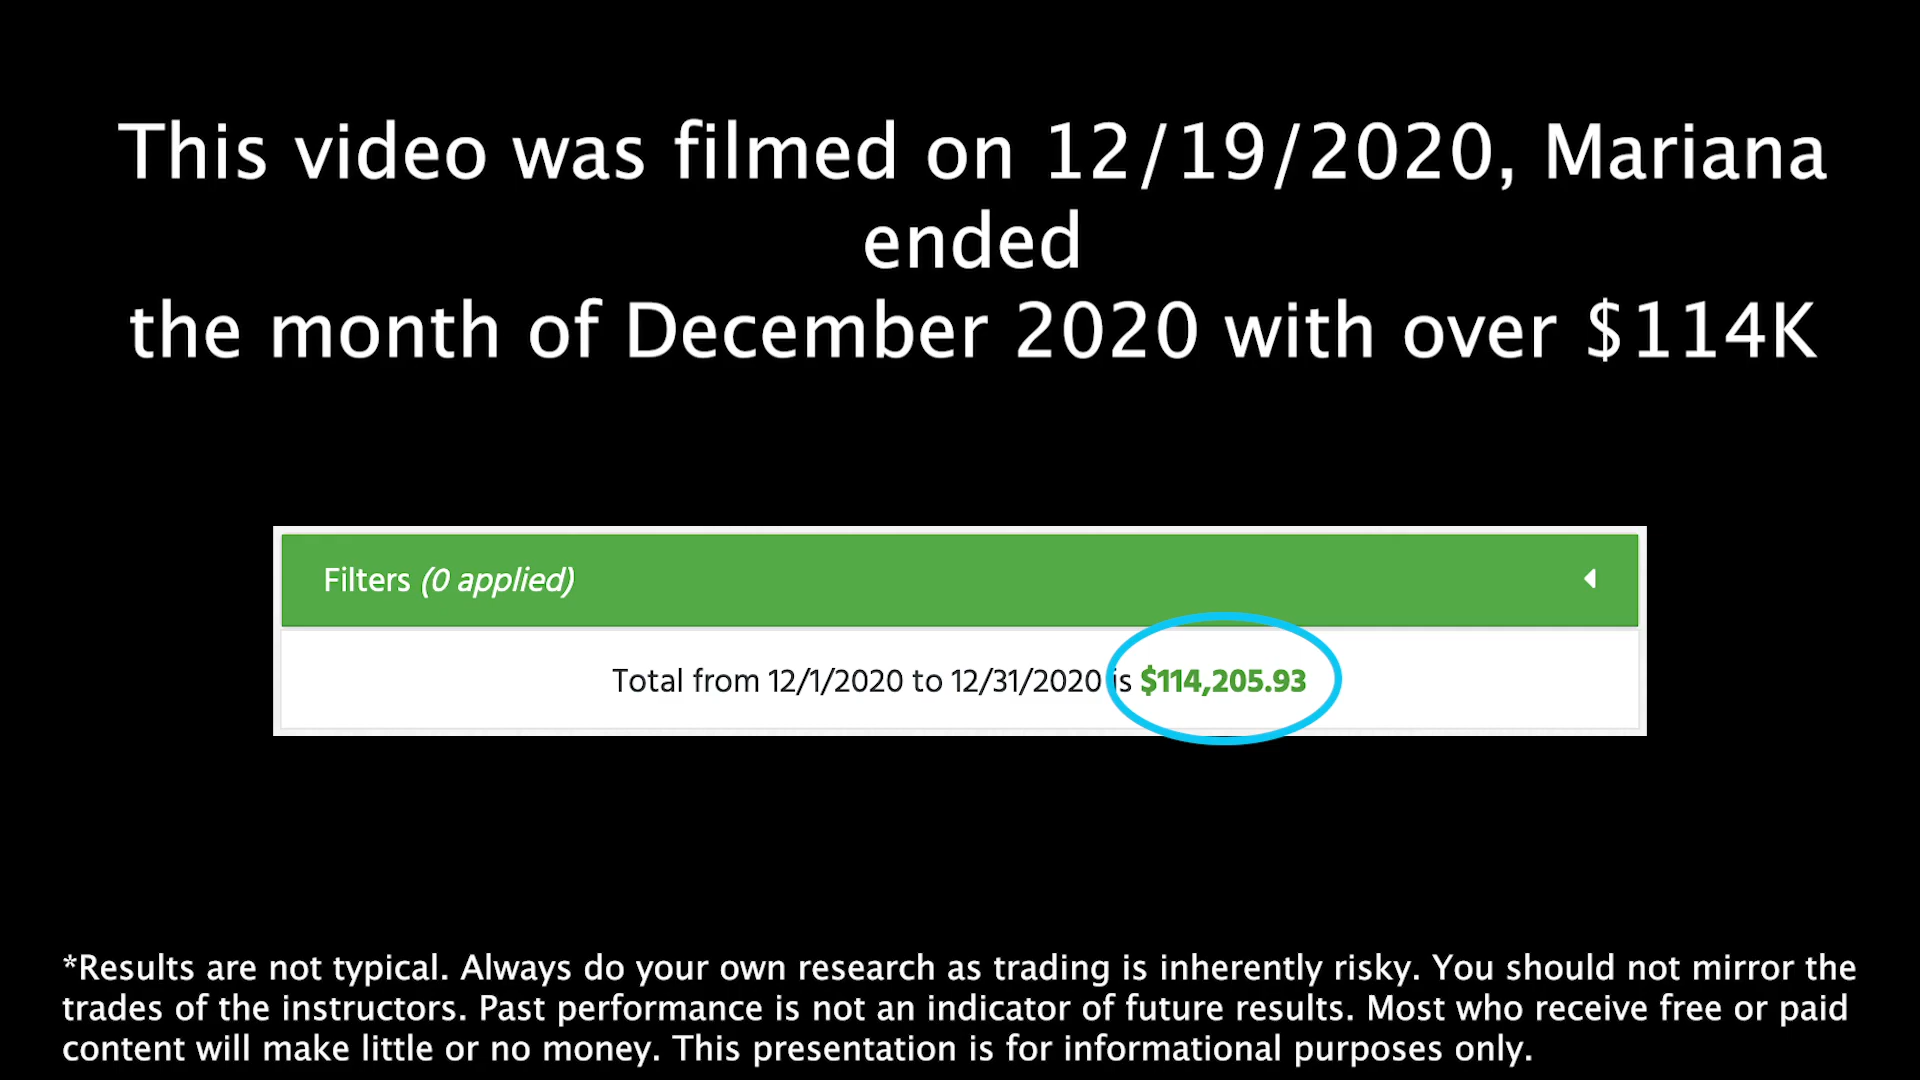 This video was filmed on 12/19/2020, Mariana
ended
the month of December 2020 with over $114K
Filters (0 applied)
Total from 12/1/2020 to 12/31/2020 is $114,205.93
*Results are not typical. Always do your own research as trading is inherently risky. You should not mirror the
trades of the instructors. Past performance is not an indicator of future results. Most who receive free or paid
content will make little or no money. This presentation is for informational purposes only.